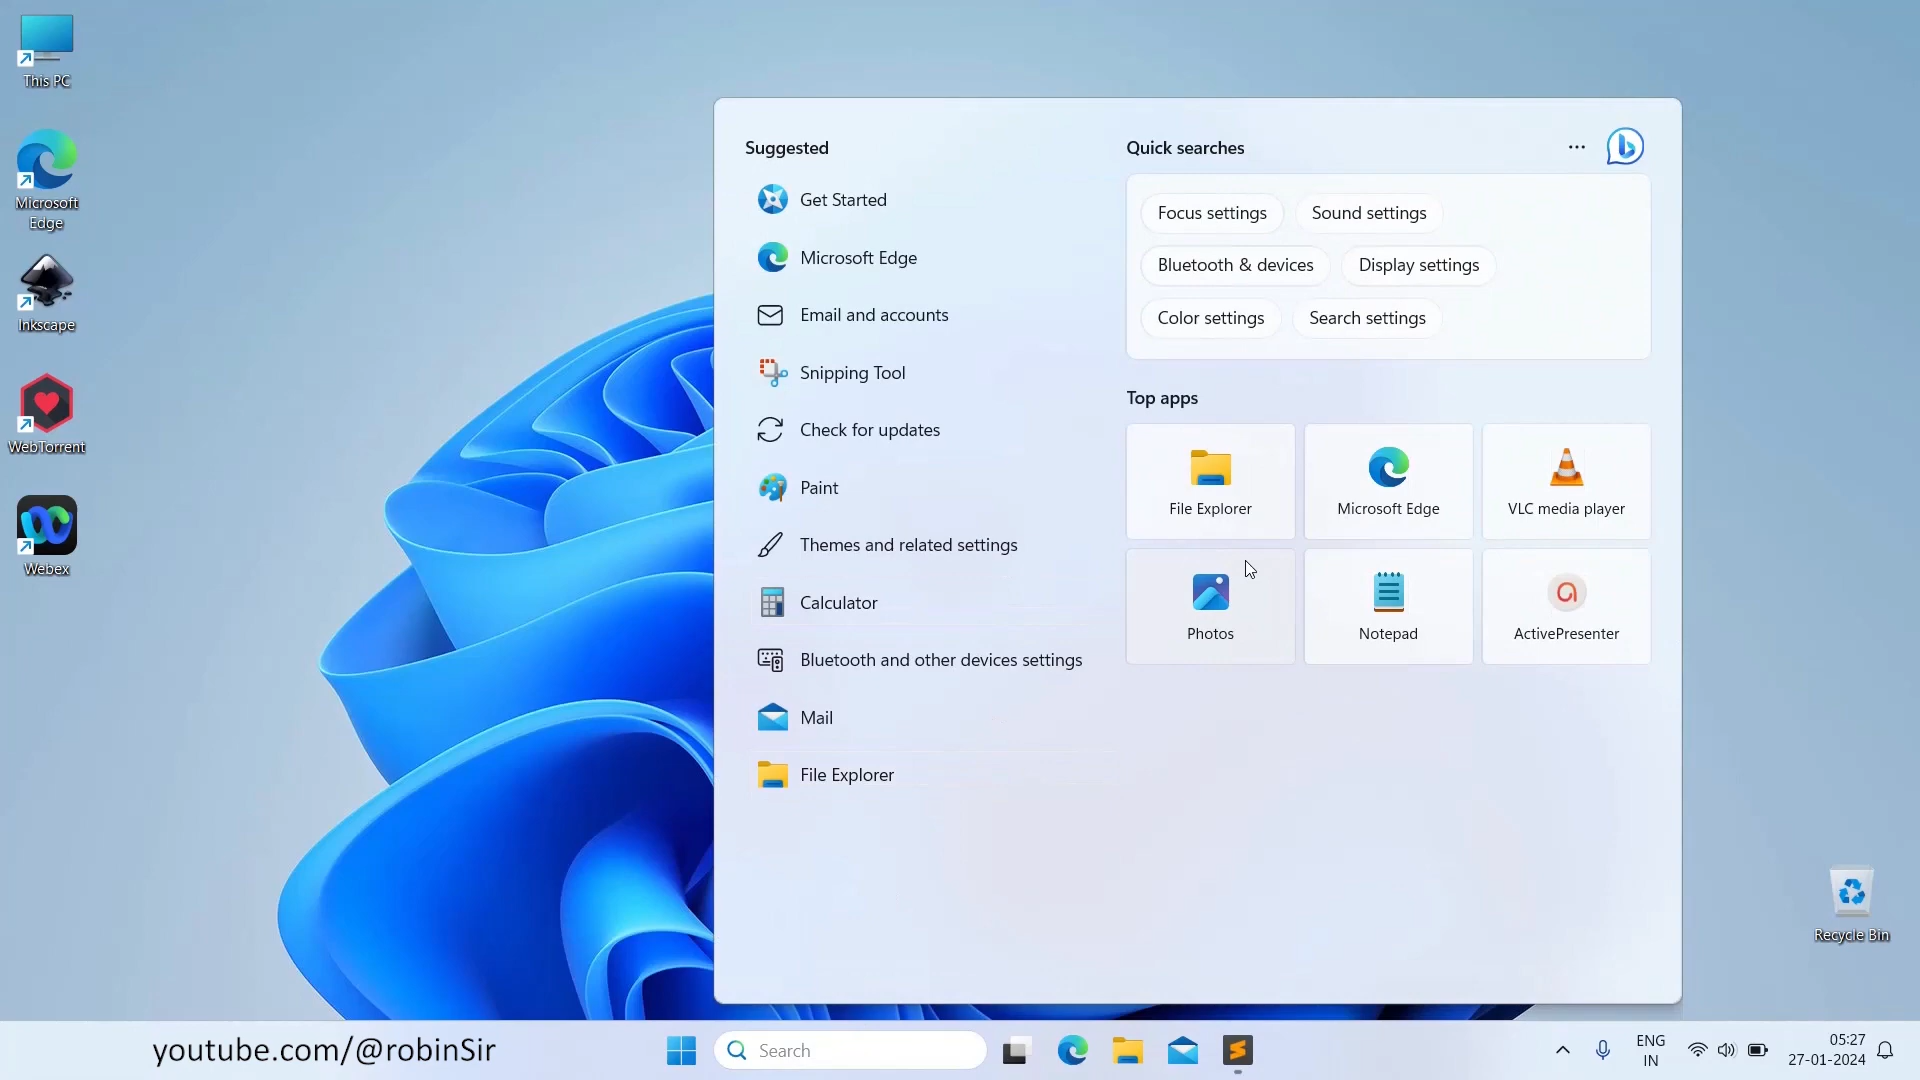 This PC
Microsoft
Edge
Inkscape
WebTorrent
Webex
Suggested
Get Started
Microsoft Edge
Email and accounts
Snipping Tool
Check for updates
Paint
Themes and related settings
Calculator
Bluetooth and other devices settings
Mail
File Explorer
Quick searches
Focus settings
Sound settings
Bluetooth & devices
Display settings
Color settings
Search settings
Top apps
File Explorer
Microsoft Edge
VLC media player
Photos
Notepad
ActivePresenter
Recycle Bin
youtube.com/@robinSir
Search
ENG
IN
05:27
27-01-2024